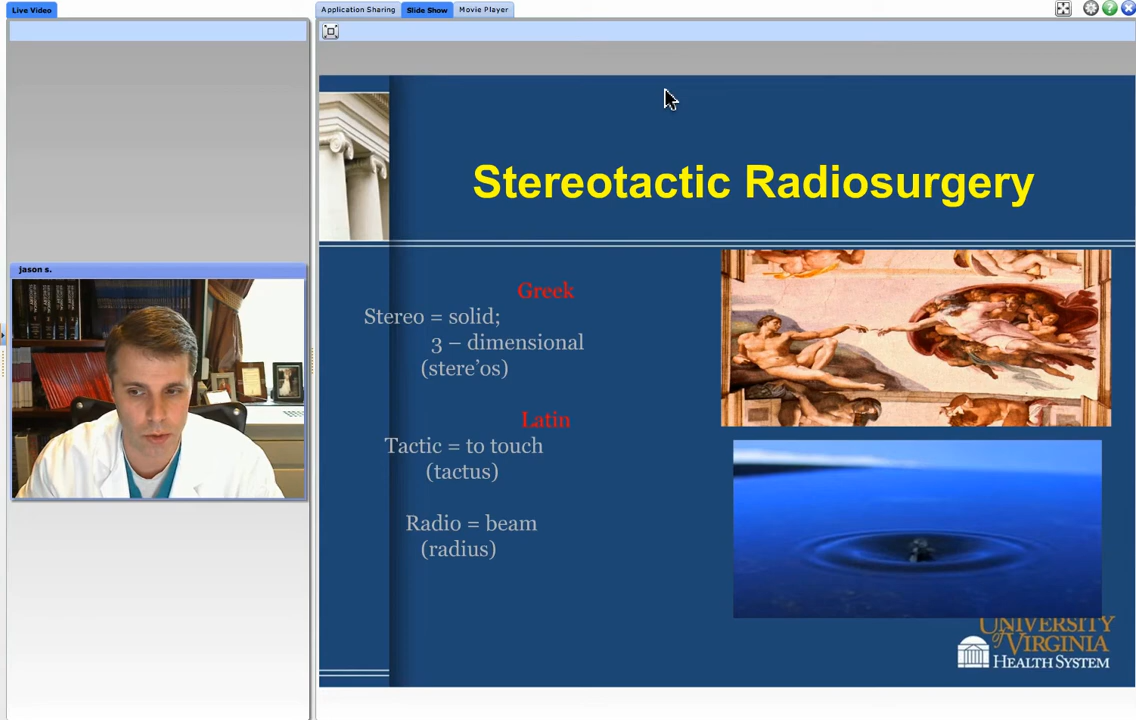 Live Video
Application Sharing
Slide Show
Movie Player
jason s.
Stereotactic Radiosurgery
Greek
Stereo = solid;
3 – dimensional
(stere’os)
Latin
Tactic = to touch
(tactus)
Radio = beam
(radius)
UNIVERSITY
of VIRGINIA
HEALTH SYSTEM